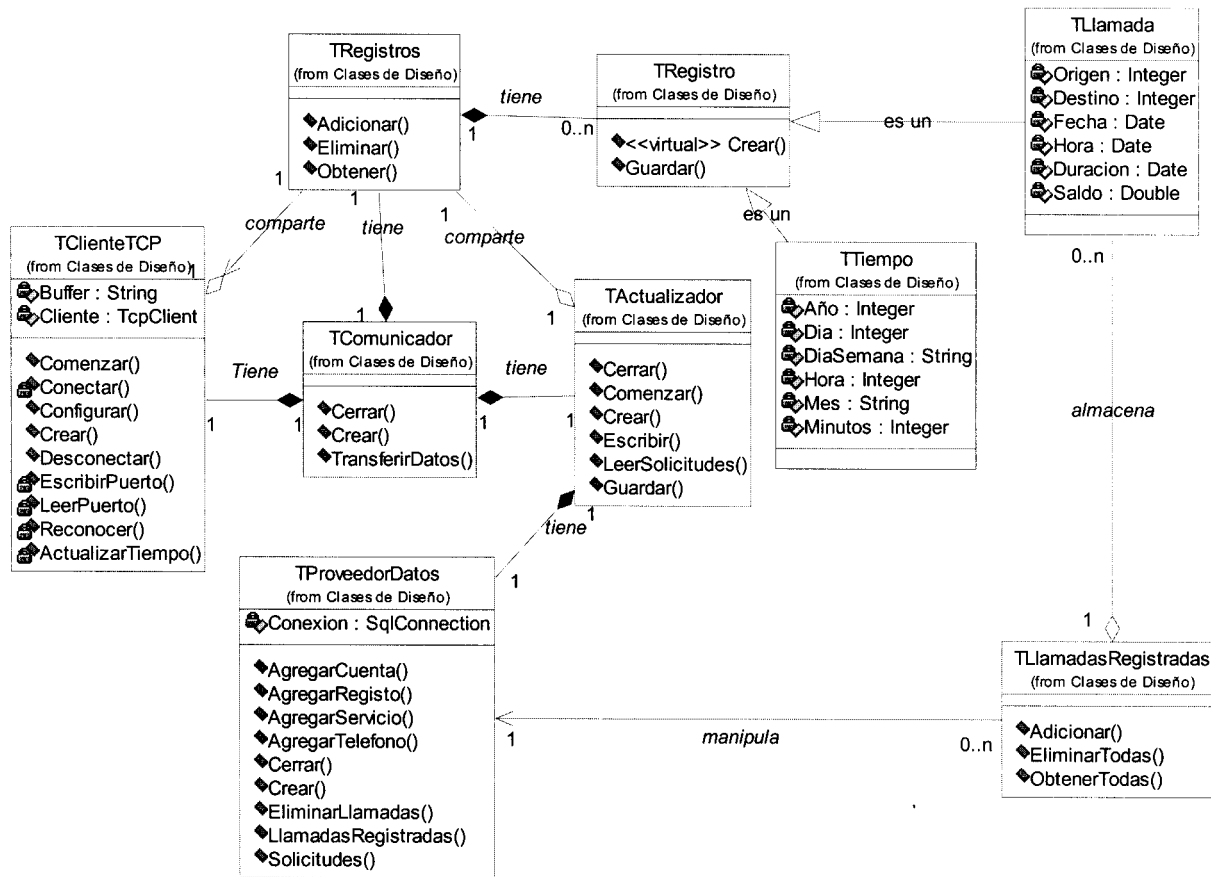 TRegistros
(from Clases de Diseño)
Adicionar()
Eliminar()
Obtener()
tiene
1
0..n
TRegistro
(from Clases de Diseño)
<<virtual>> Crear()
Guardar()
es un
TLlamada
(from Clases de Diseño)
Origen : Integer
Destino : Integer
Fecha : Date
Hora : Date
Duracion : Date
Saldo : Double
1
comparte
1
1
tiene
1
1
comparte
1
es un
0..n
TClienteTCP
(from Clases de Diseño)
Buffer : String
Cliente : TcpClient
Comenzar()
Conectar()
Configurar()
Crear()
Desconectar()
EscribirPuerto()
LeerPuerto()
Reconocer()
ActualizarTiempo()
Tiene
1
1
TComunicador
(from Clases de Diseño)
Cerrar()
Crear()
TransferirDatos()
tiene
1
1
TActualizador
(from Clases de Diseño)
Cerrar()
Comenzar()
Crear()
Escribir()
LeerSolicitudes()
Guardar()
TTiempo
(from Clases de Diseño)
Año : Integer
Dia : Integer
DiaSemana : String
Hora : Integer
Mes : String
Minutos : Integer
almacena
1
tiene
1
TProveedorDatos
(from Clases de Diseño)
Conexion : SqlConnection
AgregarCuenta()
AgregarRegisto()
AgregarServicio()
AgregarTelefono()
Cerrar()
Crear()
EliminarLlamadas()
LlamadasRegistradas()
Solicitudes()
1
manipula
0..n
1
TLlamadasRegistradas
(from Clases de Diseño)
Adicionar()
EliminarTodas()
ObtenerTodas()